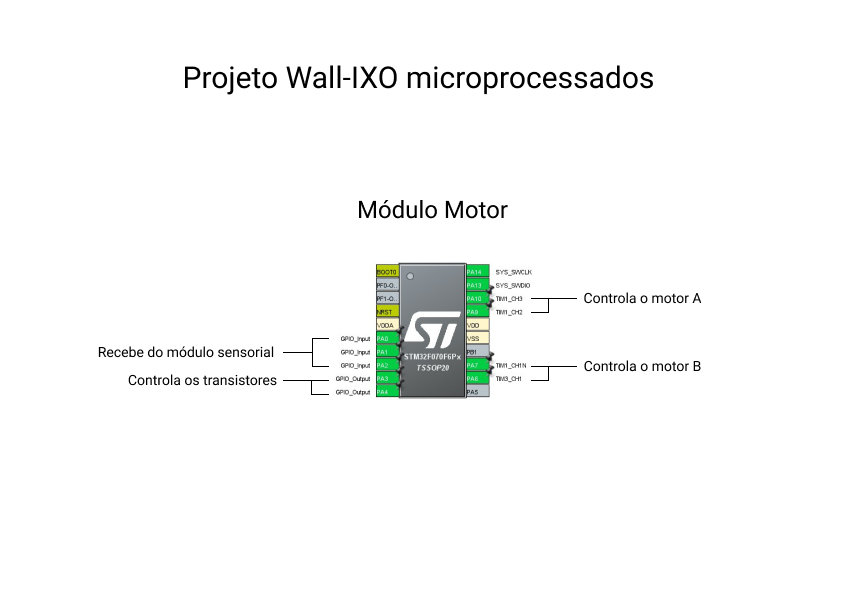 Projeto Wall-IXO microprocessados
Módulo Motor
BOOT0
PF0-O..
PF1-O..
NRST
VDDA
GPIO_Input PA0
GPIO_Input PA1
GPIO_Input PA2
GPIO_Output PA3
GPIO_Output PA4
Recebe do módulo sensorial
Controla os transistores
STM32F070F6Px
TSSOP20
PA14 SYS_SWCLK
PA13 SYS_SWDIO
PA10 TIM1_CH3
PA9 TIM1_CH2
VDD
VSS
PB1
PA7 TIM1_CH1N
PA6 TIM3_CH1
PA5
Controla o motor A
Controla o motor B